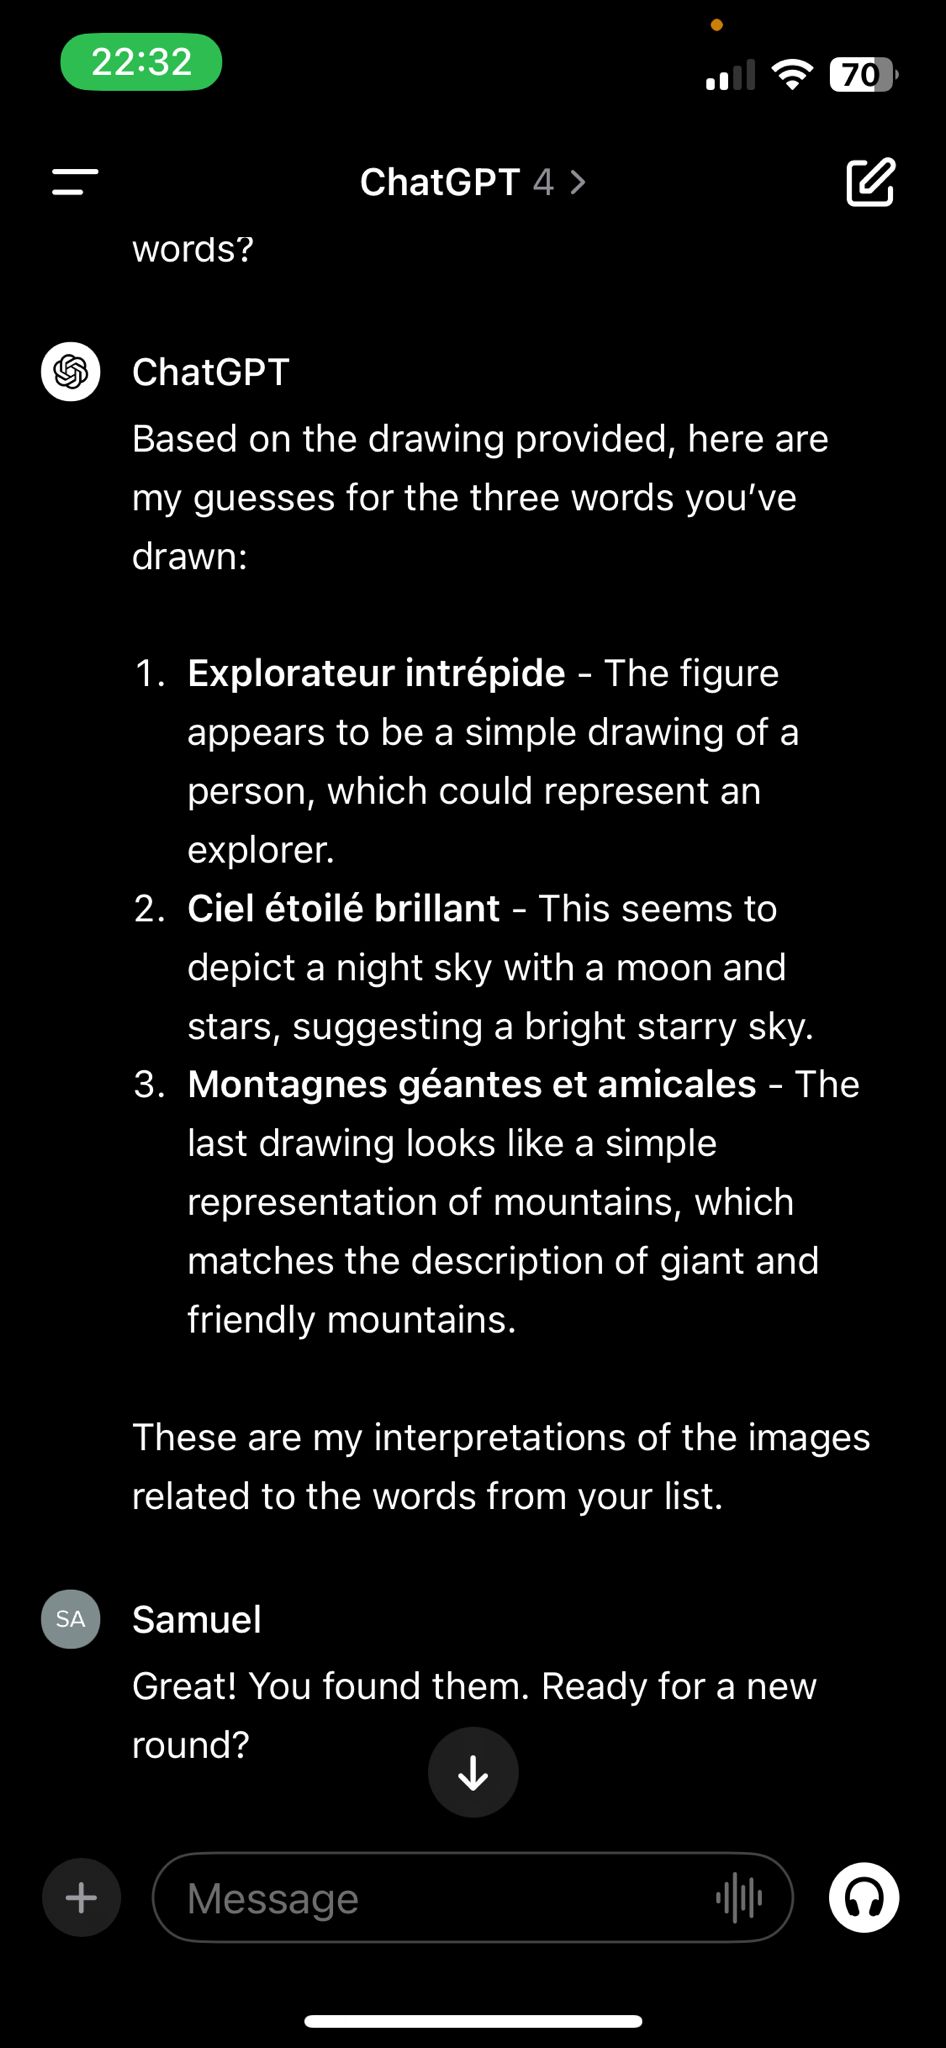 22:32
70
ChatGPT 4 >
words?
ChatGPT
Based on the drawing provided, here are
my guesses for the three words you’ve
drawn:
1. Explorateur intrépide - The figure
appears to be a simple drawing of a
person, which could represent an
explorer.
2. Ciel étoilé brillant - This seems to
depict a night sky with a moon and
stars, suggesting a bright starry sky.
3. Montagnes géantes et amicales - The
last drawing looks like a simple
representation of mountains, which
matches the description of giant and
friendly mountains.
These are my interpretations of the images
related to the words from your list.
SA
Samuel
Great! You found them. Ready for a new
round?
Message